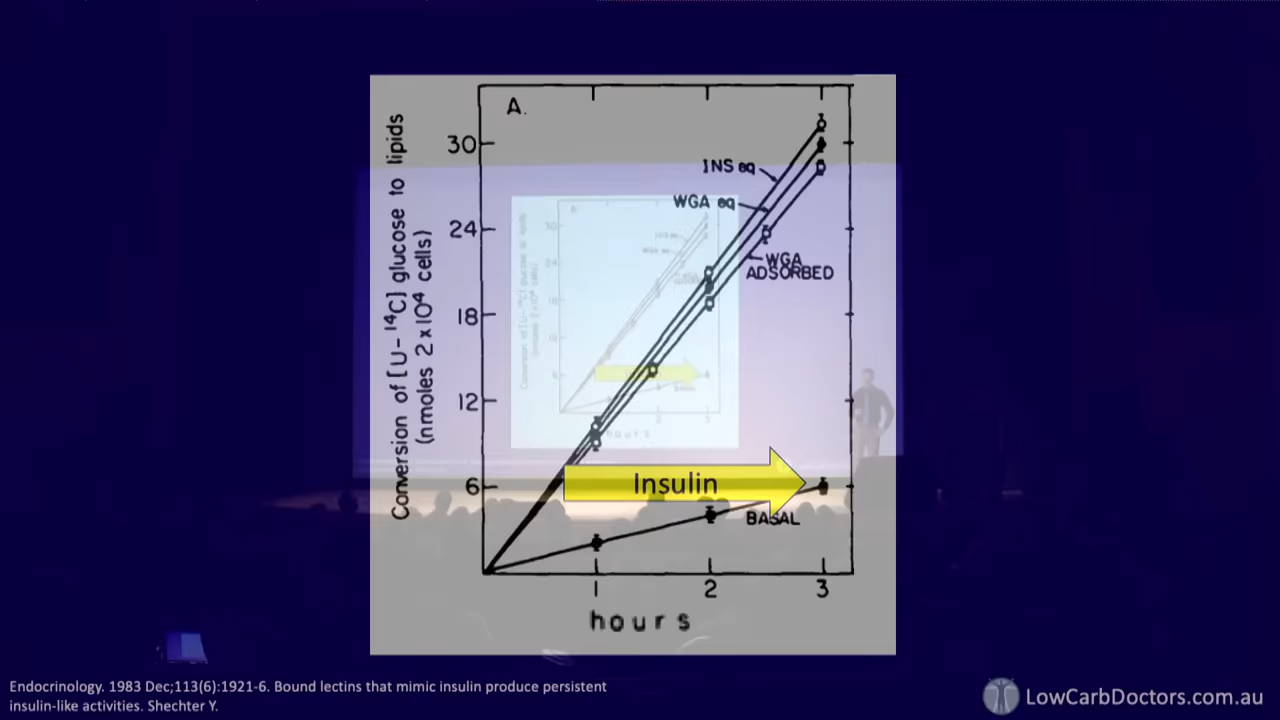 A.
Conversion of [U-¹⁴C] glucose to lipids
(nmoles 2 x 10⁴ cells)
30
24
18
12
6
INS eq
WGA eq
WGA
ADSORBED
Insulin
BASAL
1 2 3
hours
Endocrinology. 1983 Dec;113(6):1921-6. Bound lectins that mimic insulin produce persistent
insulin-like activities. Shechter Y.
LowCarbDoctors.com.au